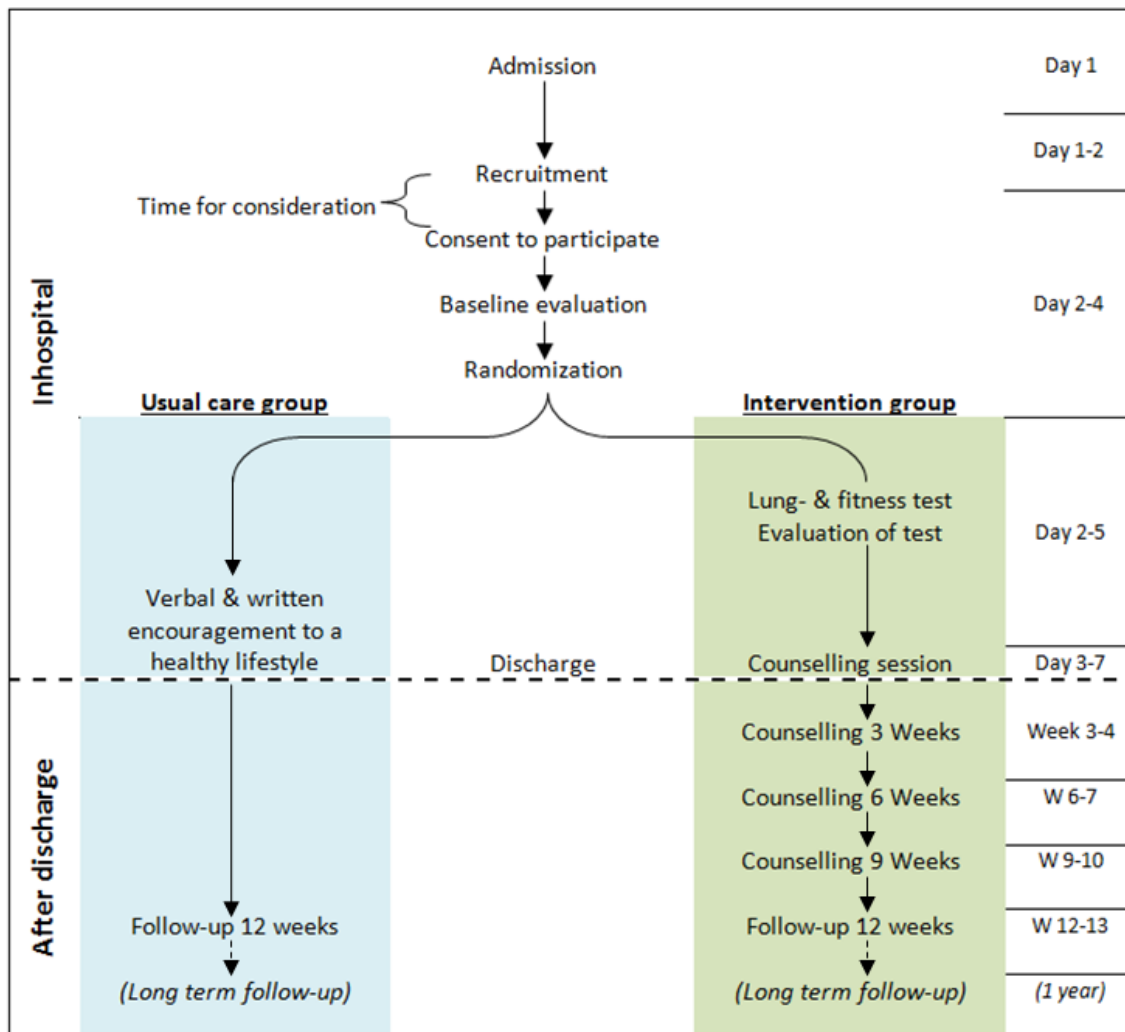 Admission
Day 1
Day 1-2
Recruitment
Time for consideration
Consent to participate
Inhospital
Baseline evaluation
Day 2-4
Randomization
Usual care group
Intervention group
Lung- & fitness test
Evaluation of test
Day 2-5
Verbal & written
encouragement to a
healthy lifestyle
Discharge
Counselling session
Day 3-7
After discharge
Counselling 3 Weeks
Week 3-4
Counselling 6 Weeks
W 6-7
Counselling 9 Weeks
W 9-10
Follow-up 12 weeks
Follow-up 12 weeks
W 12-13
(Long term follow-up)
(Long term follow-up)
(1 year)